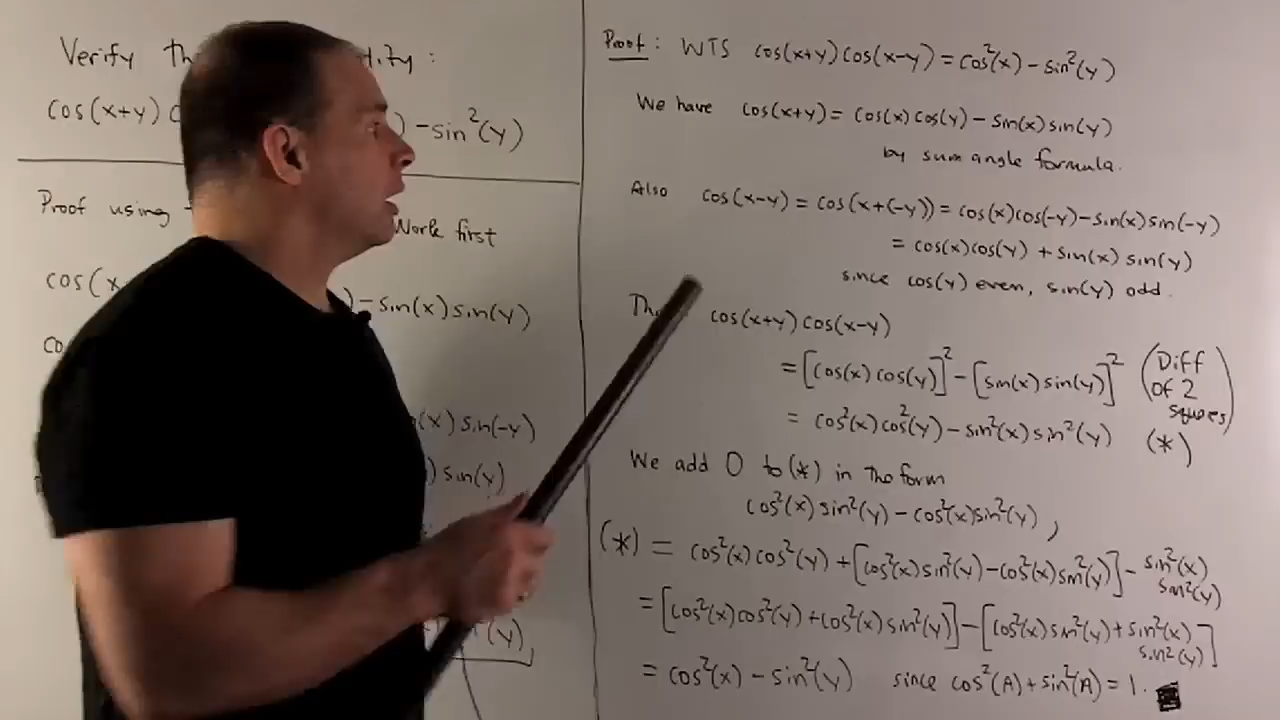 Verify
cos(x+y) ) – sin²(y)
Proof using Work first
cos(x ) – sin(x) sin(y)
co
(x) sin(-y)
) sin(y)
(y)
Proof: WTS cos(x+y) cos(x-y) = cos²(x) – sin²(y)
We have cos(x+y) = cos(x) cos(y) – sin(x) sin(y)
by sum angle formula.
Also cos(x-y) = cos(x+(-y)) = cos(x) cos(-y) – sin(x) sin(-y)
= cos(x) cos(y) + sin(x) sin(y)
since cos(y) even, sin(y) odd.
cos(x+y) cos(x-y)
= [cos(x) cos(y)]² – [sin(x) sin(y)]² (Diff
of 2
squares)
= cos²(x) cos²(y) – sin²(x) sin²(y) (*)
We add 0 to (*) in the form
cos²(x) sin²(y) – cos²(x) sin²(y),
(*) = cos²(x) cos²(y) + [cos²(x) sin²(y) – cos²(x) sin²(y)] – sin²(x)
sin²(y)
= [cos²(x) cos²(y) + cos²(x) sin²(y)] – [cos²(x) sin²(y) + sin²(x)
sin²(y)]
= cos²(x) – sin²(y) since cos²(A) + sin²(A) = 1.